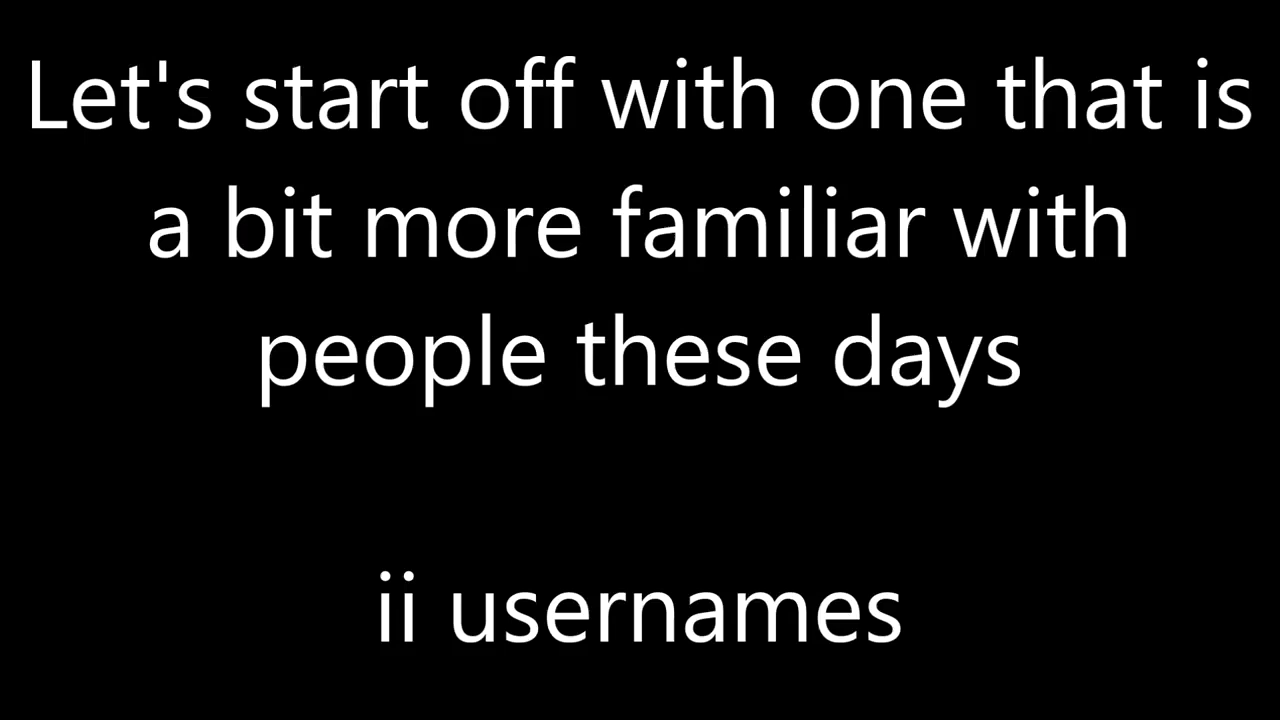 Let's start off with one that is
a bit more familiar with
people these days
ii usernames